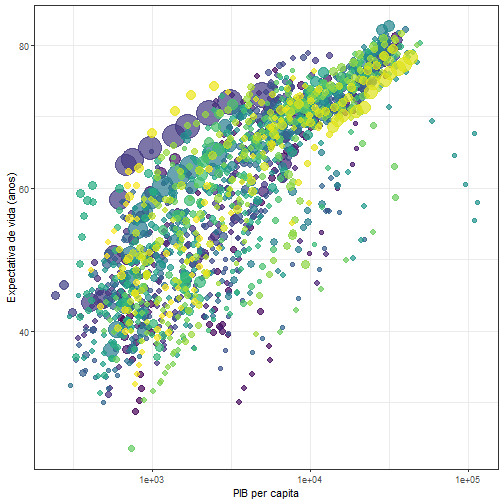 80
60
40
Expectativa de vida (anos)
1e+03
1e+04
1e+05
PIB per capita